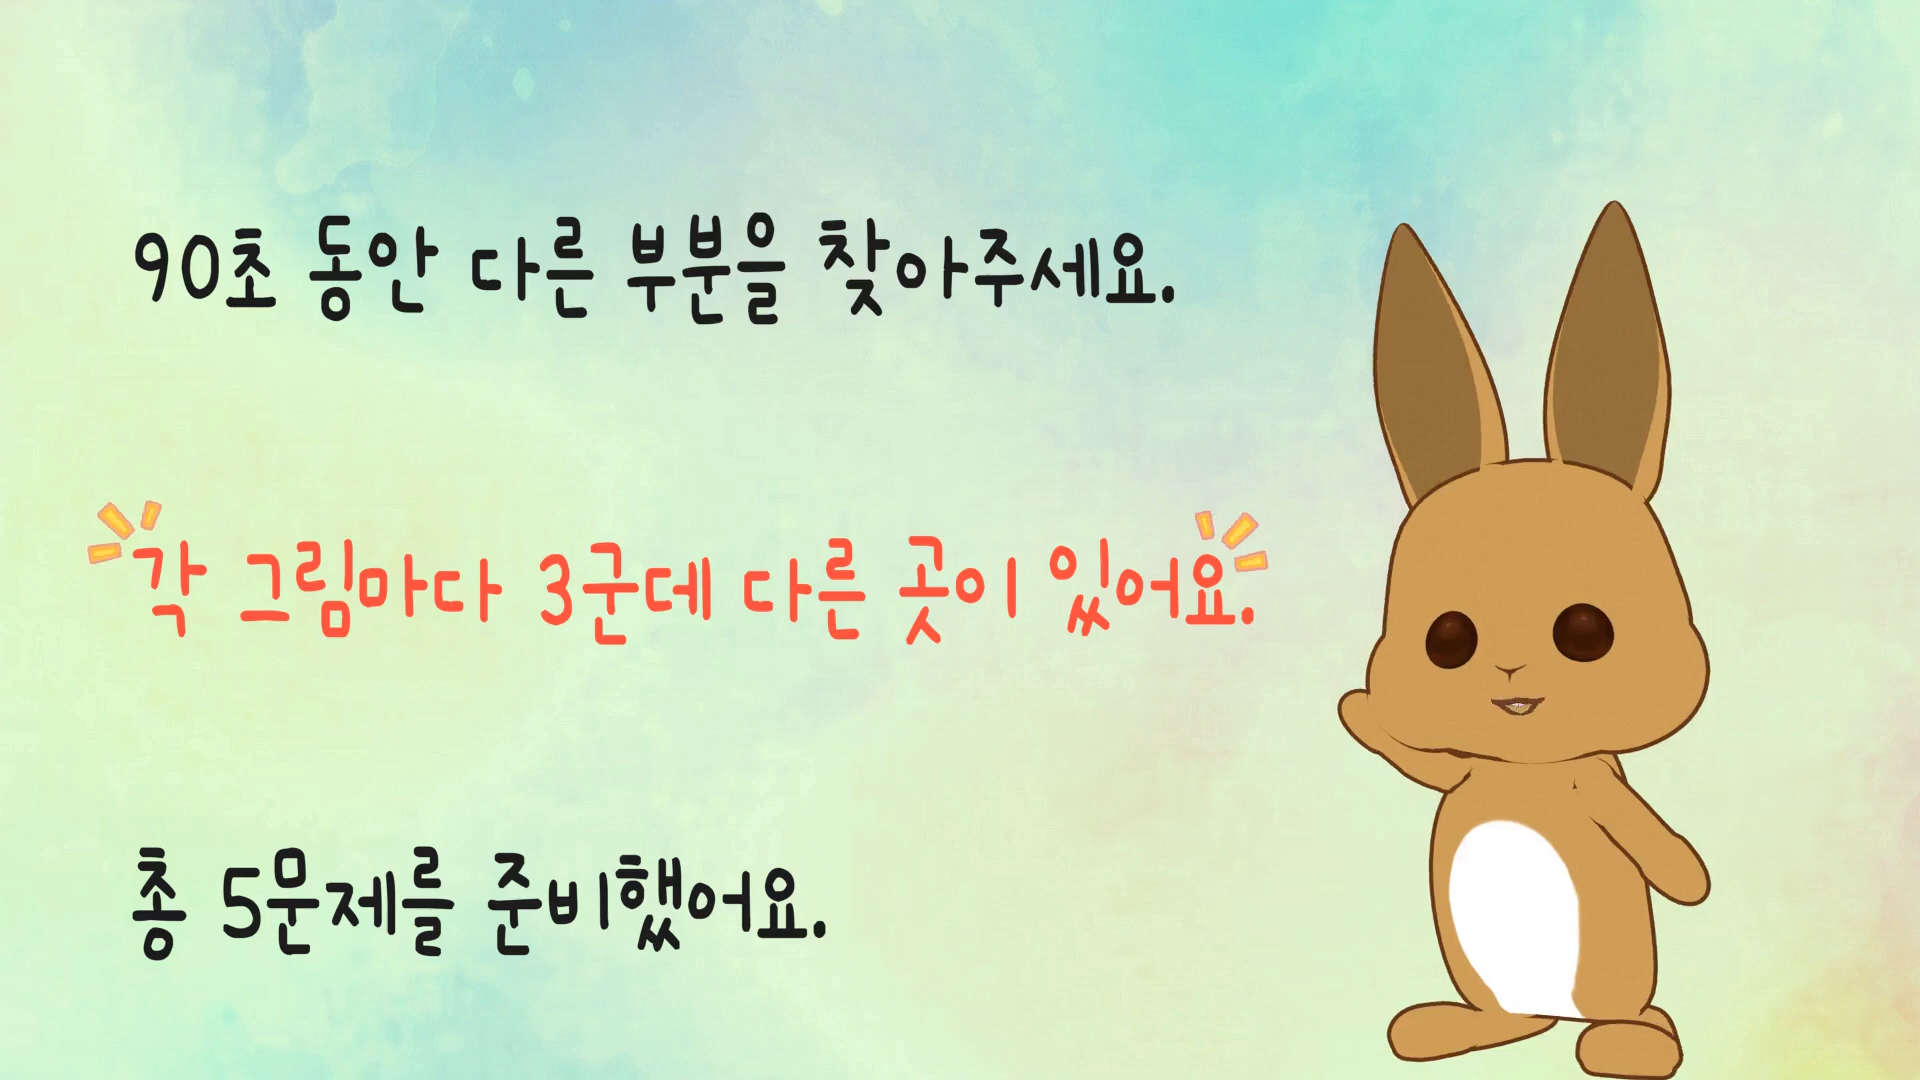 90초 동안 다른 부분을 찾아주세요.
각 그림마다 3군데 다른 곳이 있어요.
총 5문제를 준비했어요.